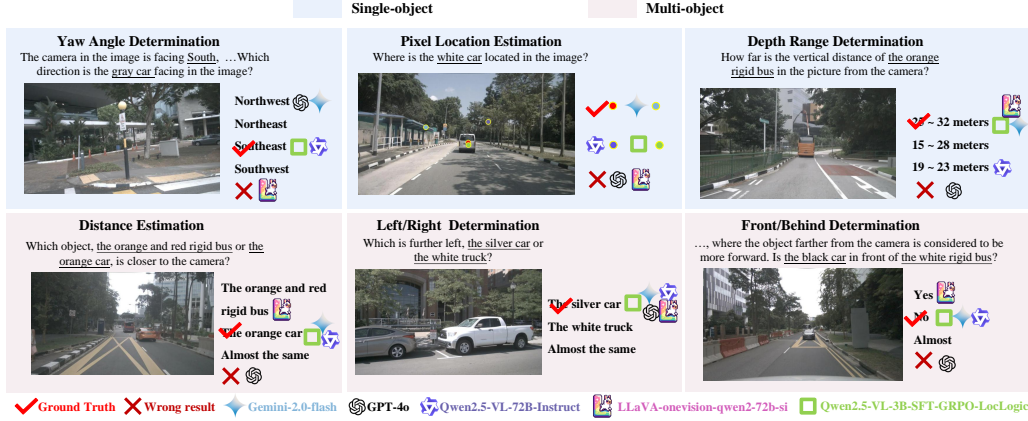 Single-object
Multi-object
Yaw Angle Determination
The camera in the image is facing South, …Which
direction is the gray car facing in the image?
Northwest
Northeast
Southeast
Southwest
Pixel Location Estimation
Where is the white car located in the image?
Depth Range Determination
How far is the vertical distance of the orange
rigid bus in the picture from the camera?
25 ~ 32 meters
15 ~ 28 meters
19 ~ 23 meters
Distance Estimation
Which object, the orange and red rigid bus or the
orange car, is closer to the camera?
The orange and red
rigid bus
The orange car
Almost the same
Left/Right Determination
Which is further left, the silver car or
the white truck?
The silver car
The white truck
Almost the same
Front/Behind Determination
…, where the object farther from the camera is considered to be
more forward. Is the black car in front of the white rigid bus?
Yes
No
Almost
Ground Truth
Wrong result
Gemini-2.0-flash
GPT-4o
Qwen2.5-VL-72B-Instruct
LLaVA-onevision-qwen2-72b-si
Qwen2.5-VL-3B-SFT-GRPO-LocLogic